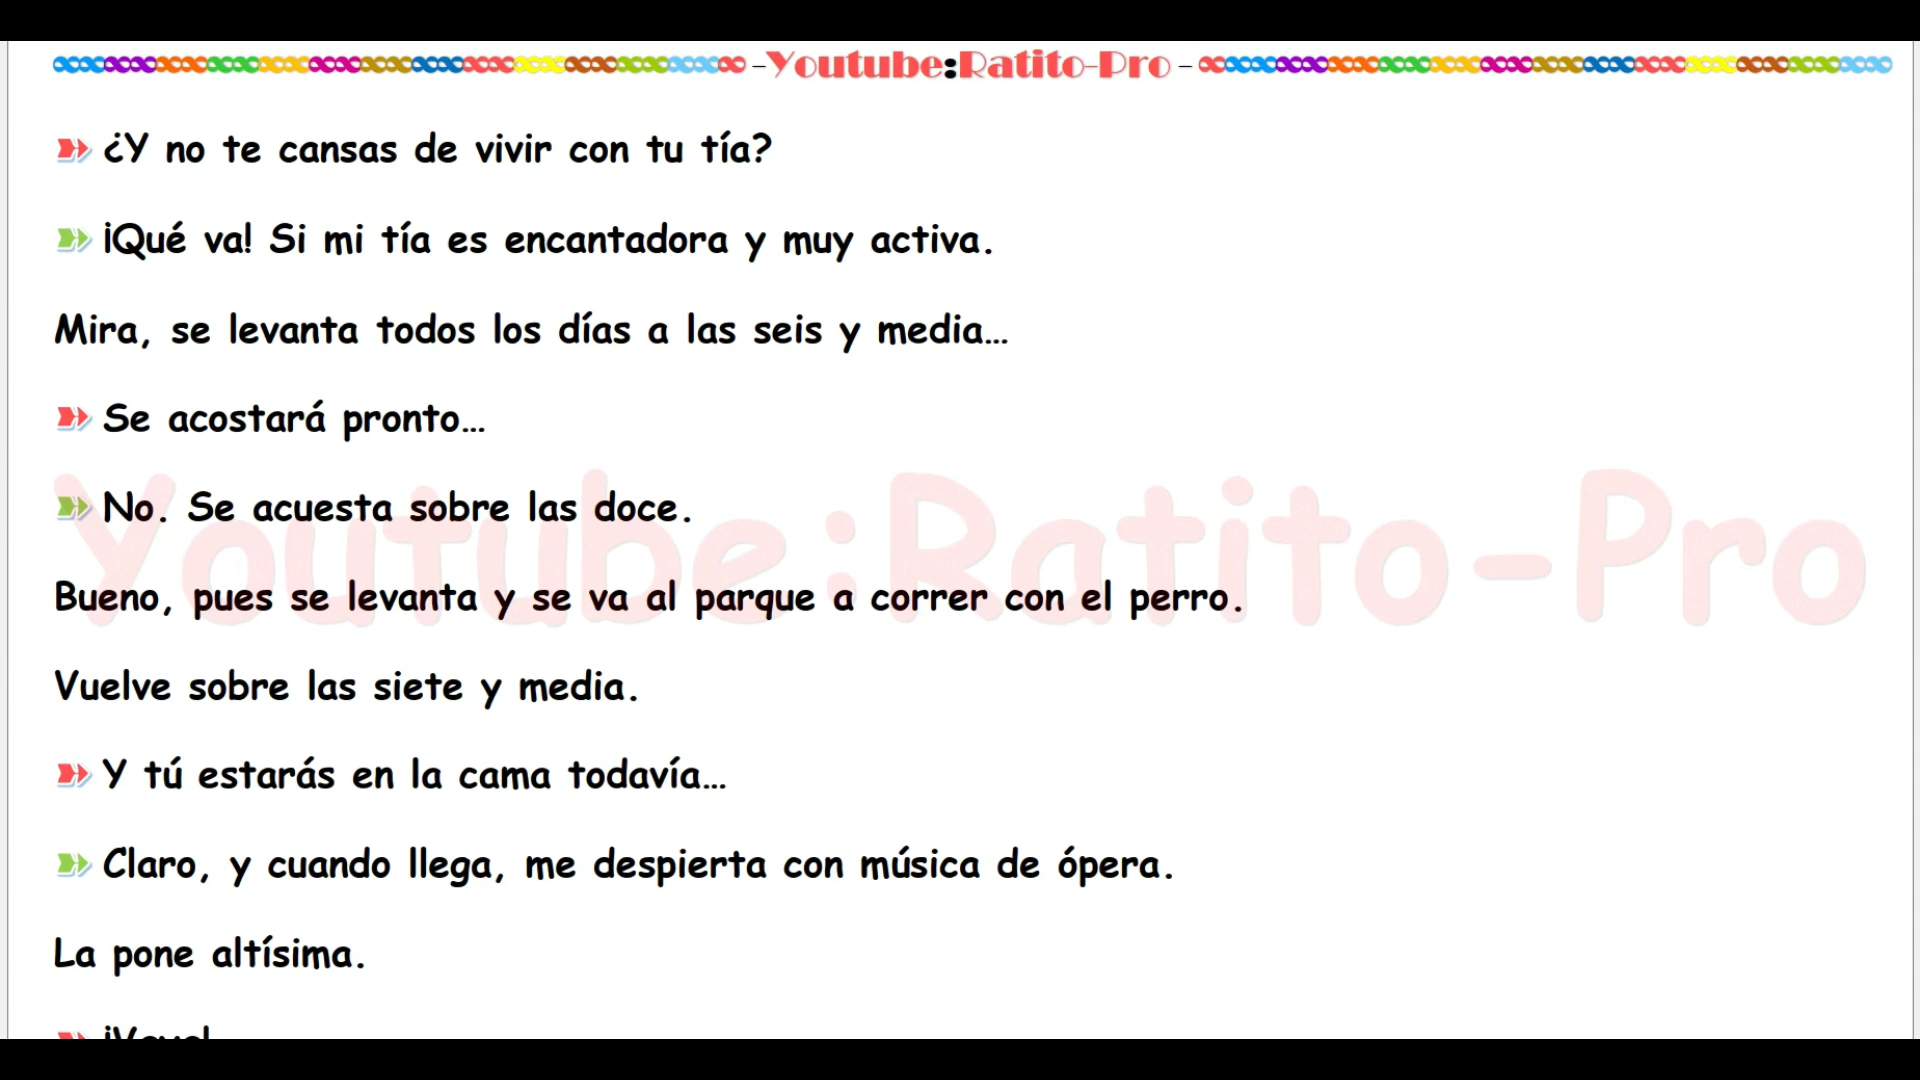 -Youtube:Ratito-Pro -
¿Y no te cansas de vivir con tu tía?
¡Qué va! Si mi tía es encantadora y muy activa.
Mira, se levanta todos los días a las seis y media...
Se acostará pronto...
No. Se acuesta sobre las doce.
Youtube:Ratito-Pro
Bueno, pues se levanta y se va al parque a correr con el perro.
Vuelve sobre las siete y media.
Y tú estarás en la cama todavía...
Claro, y cuando llega, me despierta con música de ópera.
La pone altísima.